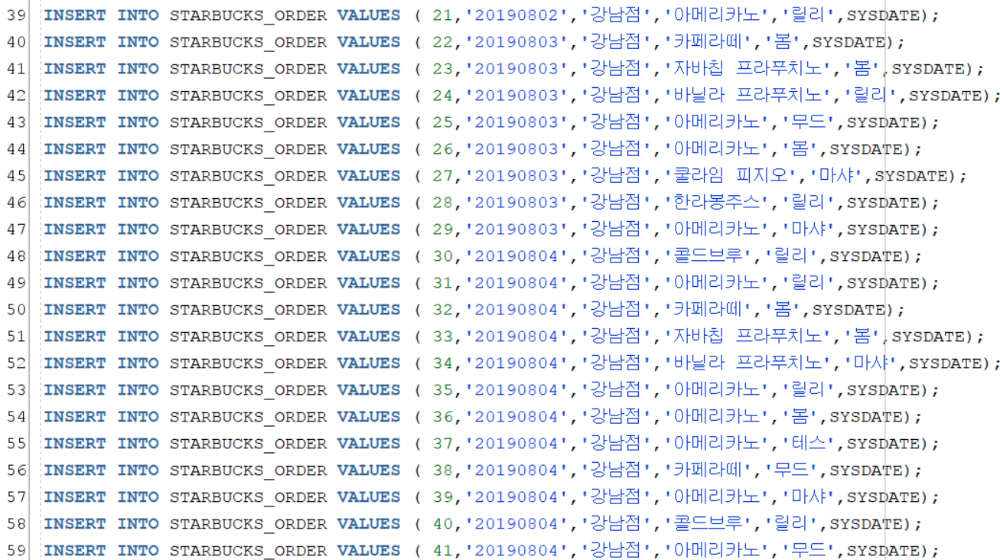 39 INSERT INTO STARBUCKS_ORDER VALUES ( 21,'20190802','강남점','아메리카노','릴리',SYSDATE);
40 INSERT INTO STARBUCKS_ORDER VALUES ( 22,'20190803','강남점','카페라떼','봄',SYSDATE);
41 INSERT INTO STARBUCKS_ORDER VALUES ( 23,'20190803','강남점','자바칩 프라푸치노','봄',SYSDATE);
42 INSERT INTO STARBUCKS_ORDER VALUES ( 24,'20190803','강남점','바닐라 프라푸치노','릴리',SYSDATE);
43 INSERT INTO STARBUCKS_ORDER VALUES ( 25,'20190803','강남점','아메리카노','무드',SYSDATE);
44 INSERT INTO STARBUCKS_ORDER VALUES ( 26,'20190803','강남점','아메리카노','봄',SYSDATE);
45 INSERT INTO STARBUCKS_ORDER VALUES ( 27,'20190803','강남점','쿨라임 피지오','마샤',SYSDATE);
46 INSERT INTO STARBUCKS_ORDER VALUES ( 28,'20190803','강남점','한라봉주스','릴리',SYSDATE);
47 INSERT INTO STARBUCKS_ORDER VALUES ( 29,'20190803','강남점','아메리카노','마샤',SYSDATE);
48 INSERT INTO STARBUCKS_ORDER VALUES ( 30,'20190804','강남점','콜드브루','릴리',SYSDATE);
49 INSERT INTO STARBUCKS_ORDER VALUES ( 31,'20190804','강남점','아메리카노','릴리',SYSDATE);
50 INSERT INTO STARBUCKS_ORDER VALUES ( 32,'20190804','강남점','카페라떼','봄',SYSDATE);
51 INSERT INTO STARBUCKS_ORDER VALUES ( 33,'20190804','강남점','자바칩 프라푸치노','봄',SYSDATE);
52 INSERT INTO STARBUCKS_ORDER VALUES ( 34,'20190804','강남점','바닐라 프라푸치노','마샤',SYSDATE);
53 INSERT INTO STARBUCKS_ORDER VALUES ( 35,'20190804','강남점','아메리카노','릴리',SYSDATE);
54 INSERT INTO STARBUCKS_ORDER VALUES ( 36,'20190804','강남점','아메리카노','봄',SYSDATE);
55 INSERT INTO STARBUCKS_ORDER VALUES ( 37,'20190804','강남점','아메리카노','테스',SYSDATE);
56 INSERT INTO STARBUCKS_ORDER VALUES ( 38,'20190804','강남점','카페라떼','무드',SYSDATE);
57 INSERT INTO STARBUCKS_ORDER VALUES ( 39,'20190804','강남점','아메리카노','마샤',SYSDATE);
58 INSERT INTO STARBUCKS_ORDER VALUES ( 40,'20190804','강남점','콜드브루','릴리',SYSDATE);
59 INSERT INTO STARBUCKS_ORDER VALUES ( 41,'20190804','강남점','아메리카노','무드',SYSDATE);